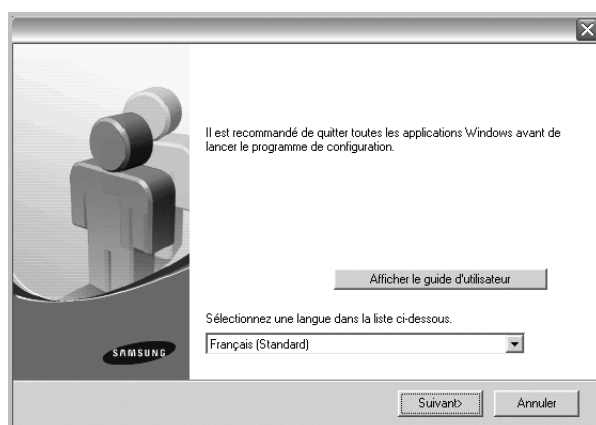 Il est recommandé de quitter toutes les applications Windows avant de
lancer le programme de configuration.
Afficher le guide d'utilisateur
Sélectionnez une langue dans la liste ci-dessous.
Français (Standard)
SAMSUNG
Suivant>
Annuler